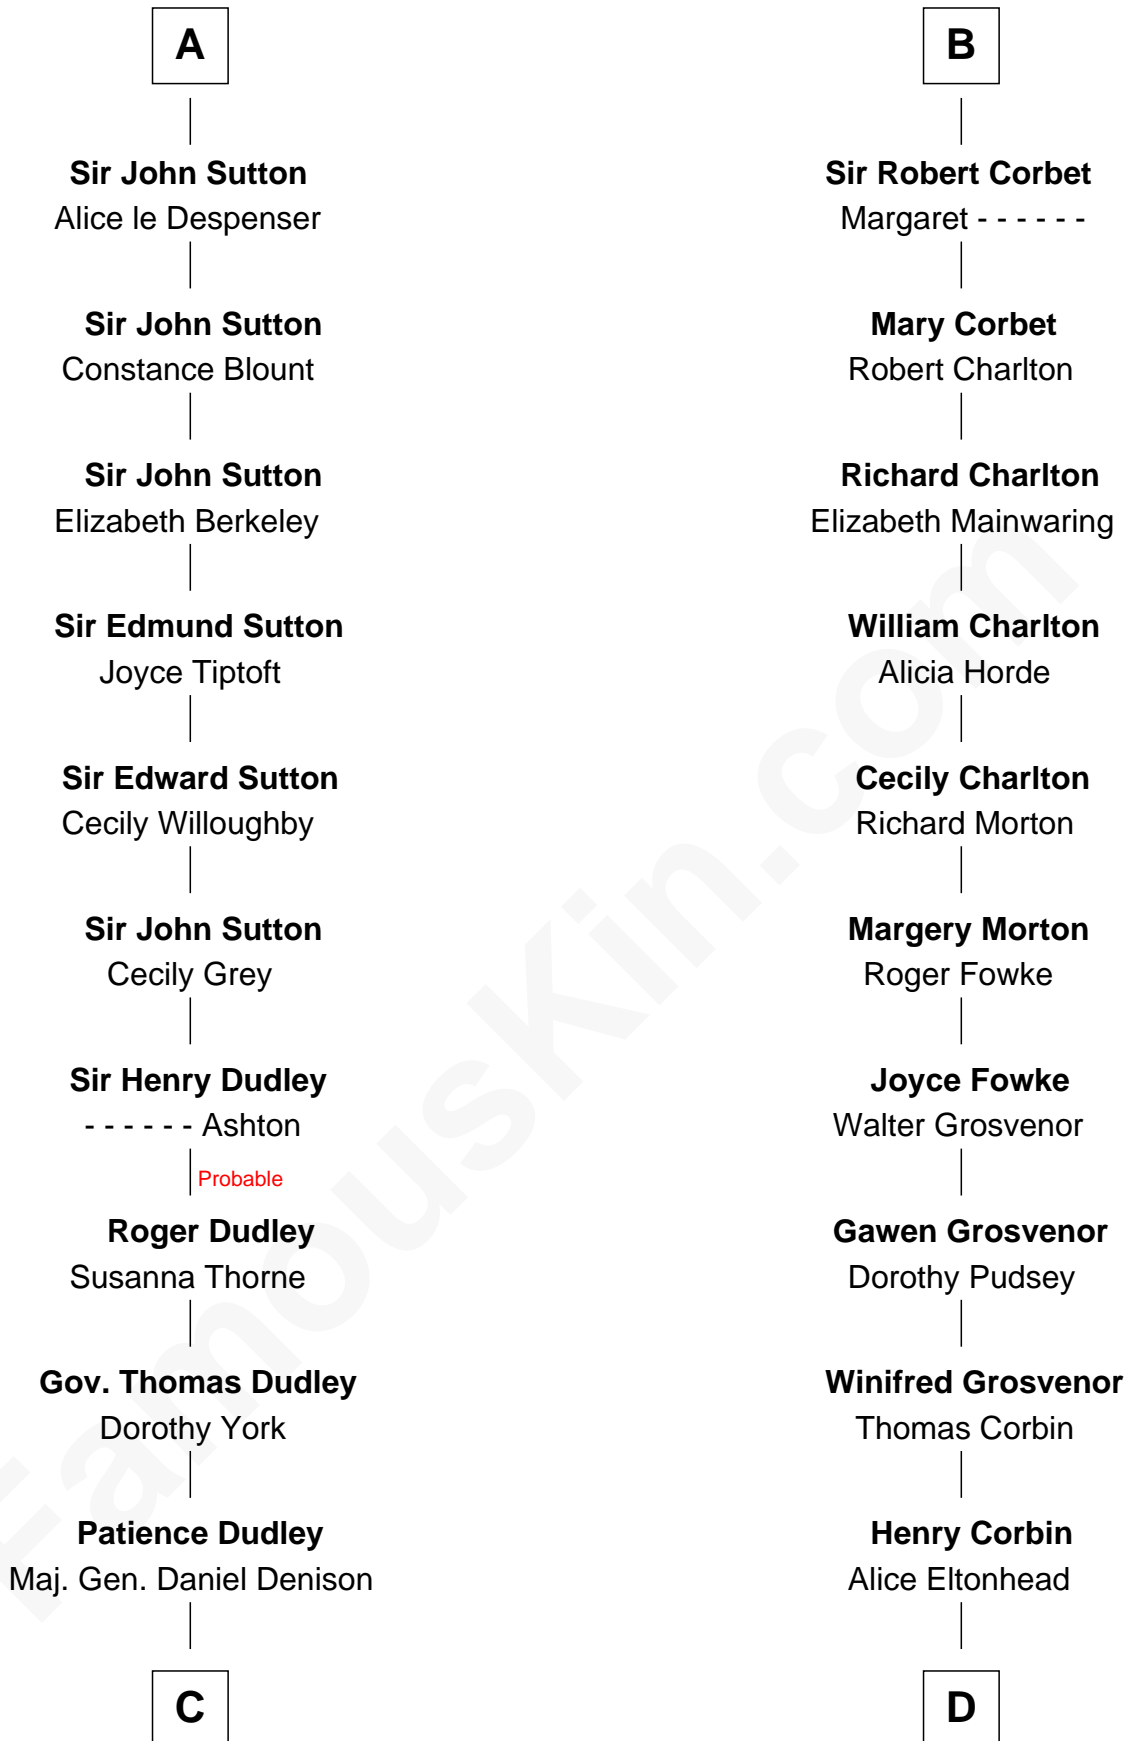 A
Sir John Sutton
Alice le Despenser
Sir John Sutton
Constance Blount
Sir John Sutton
Elizabeth Berkeley
Sir Edmund Sutton
Joyce Tiptoft
Sir Edward Sutton
Cecily Willoughby
Sir John Sutton
Cecily Grey
Sir Henry Dudley
- - - - - - Ashton
Probable
Roger Dudley
Susanna Thorne
Gov. Thomas Dudley
Dorothy York
Patience Dudley
Maj. Gen. Daniel Denison
C
B
Sir Robert Corbet
Margaret - - - - - -
Mary Corbet
Robert Charlton
Richard Charlton
Elizabeth Mainwaring
William Charlton
Alicia Horde
Cecily Charlton
Richard Morton
Margery Morton
Roger Fowke
Joyce Fowke
Walter Grosvenor
Gawen Grosvenor
Dorothy Pudsey
Winifred Grosvenor
Thomas Corbin
Henry Corbin
Alice Eltonhead
D
FamousKin.com